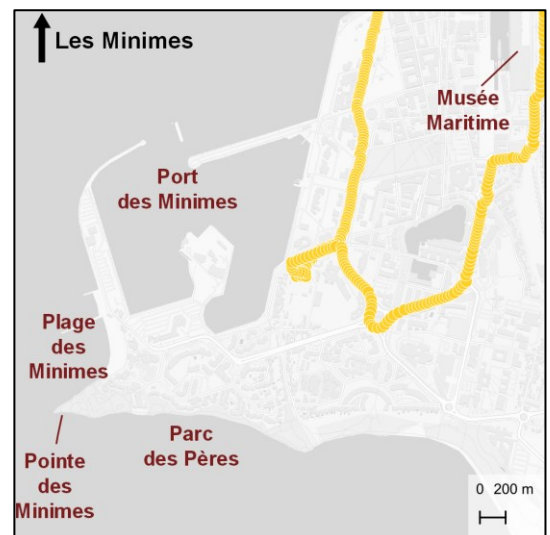 Les Minimes
Musée
Maritime
Port
des Minimes
Plage
des
Minimes
Parc
des Pères
Pointe
des
Minimes
0 200 m